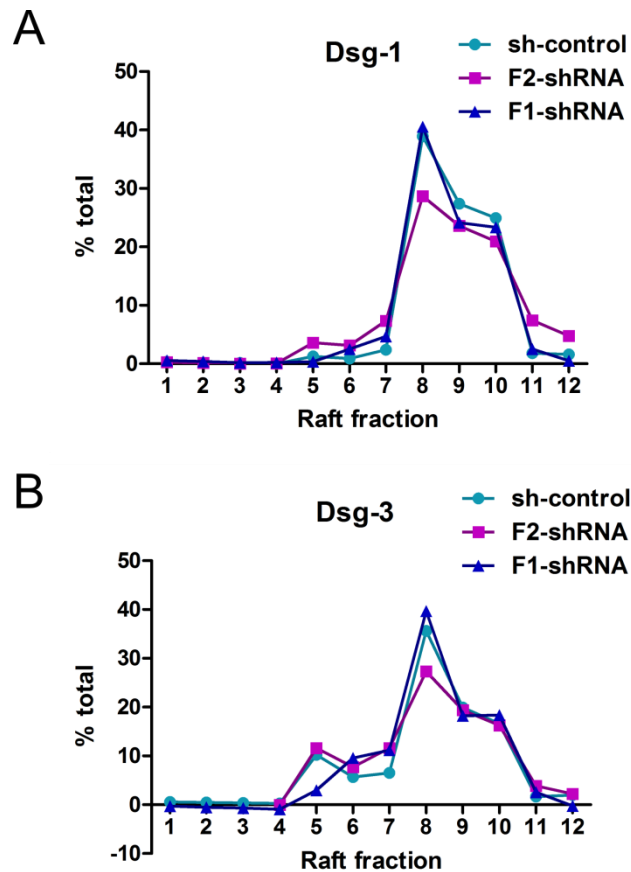 A
Dsg-1
sh-control
F2-shRNA
F1-shRNA
50
40
30
20
10
0
% total
1 2 3 4 5 6 7 8 9 10 11 12
Raft fraction
B
Dsg-3
sh-control
F2-shRNA
F1-shRNA
50
40
30
20
10
0
-10
% total
1 2 3 4 5 6 7 8 9 10 11 12
Raft fraction